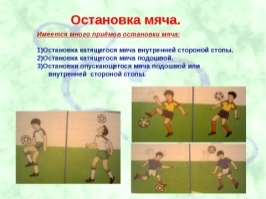 Остановка мяча.
Имеется много приёмов остановки мяча:
1)Остановка катящегося мяча внутренней стороной стопы.
2)Остановка катящегося мяча подошвой.
3)Остановки опускающегося мяча подошвой или
внутренней стороной стопы.